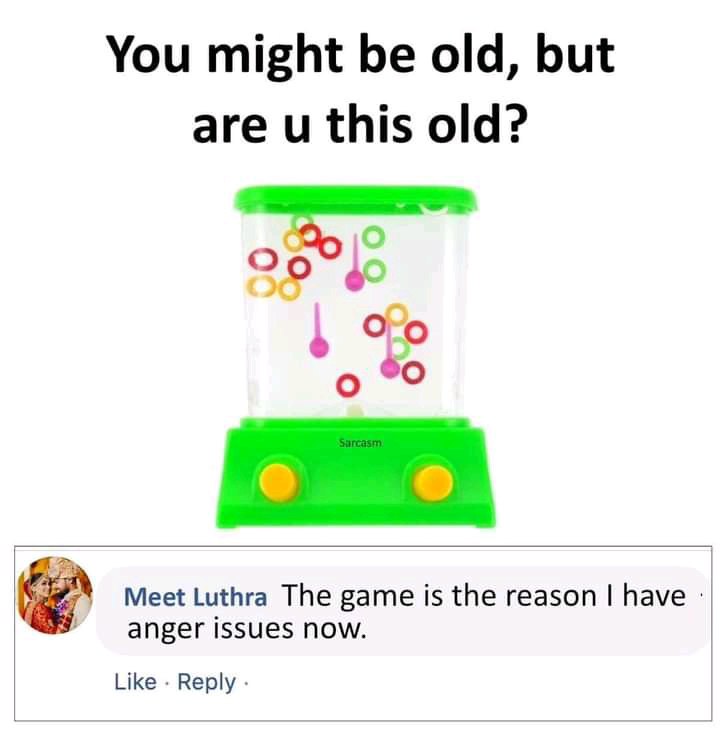 You might be old, but
are u this old?
Sarcasm
Meet Luthra The game is the reason I have
anger issues now.
Like · Reply ·